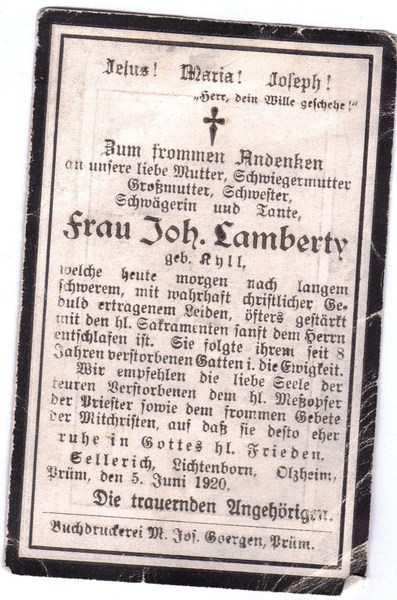 Jesus! Maria! Joseph!
„Herr, dein Wille geschehe!"
Zum frommen Andenken
an unsere liebe Mutter, Schwiegermutter
Großmutter, Schwester,
Schwägerin und Tante,
Frau Joh. Lamberty
geb. Kyll,
welche heute morgen nach langem
schwerem, mit wahrhaft christlicher Ge-
duld ertragenem Leiden, öfters gestärkt
mit den hl. Sakramenten sanft dem Herrn
entschlafen ist. Sie folgte ihrem seit 8
Jahren verstorbenen Gatten i. die Ewigkeit.
Wir empfehlen die liebe Seele der
teuren Verstorbenen dem hl. Meßopfer
der Priester sowie dem frommen Gebete
der Mitchristen, auf daß sie desto eher
ruhe in Gottes hl. Frieden.
Sellerich, Lichtenborn, Olzheim,
Prüm, den 5. Juni 1920.
Die trauernden Angehörigen.
Buchdruckerei M. Jos. Goergen, Prüm.